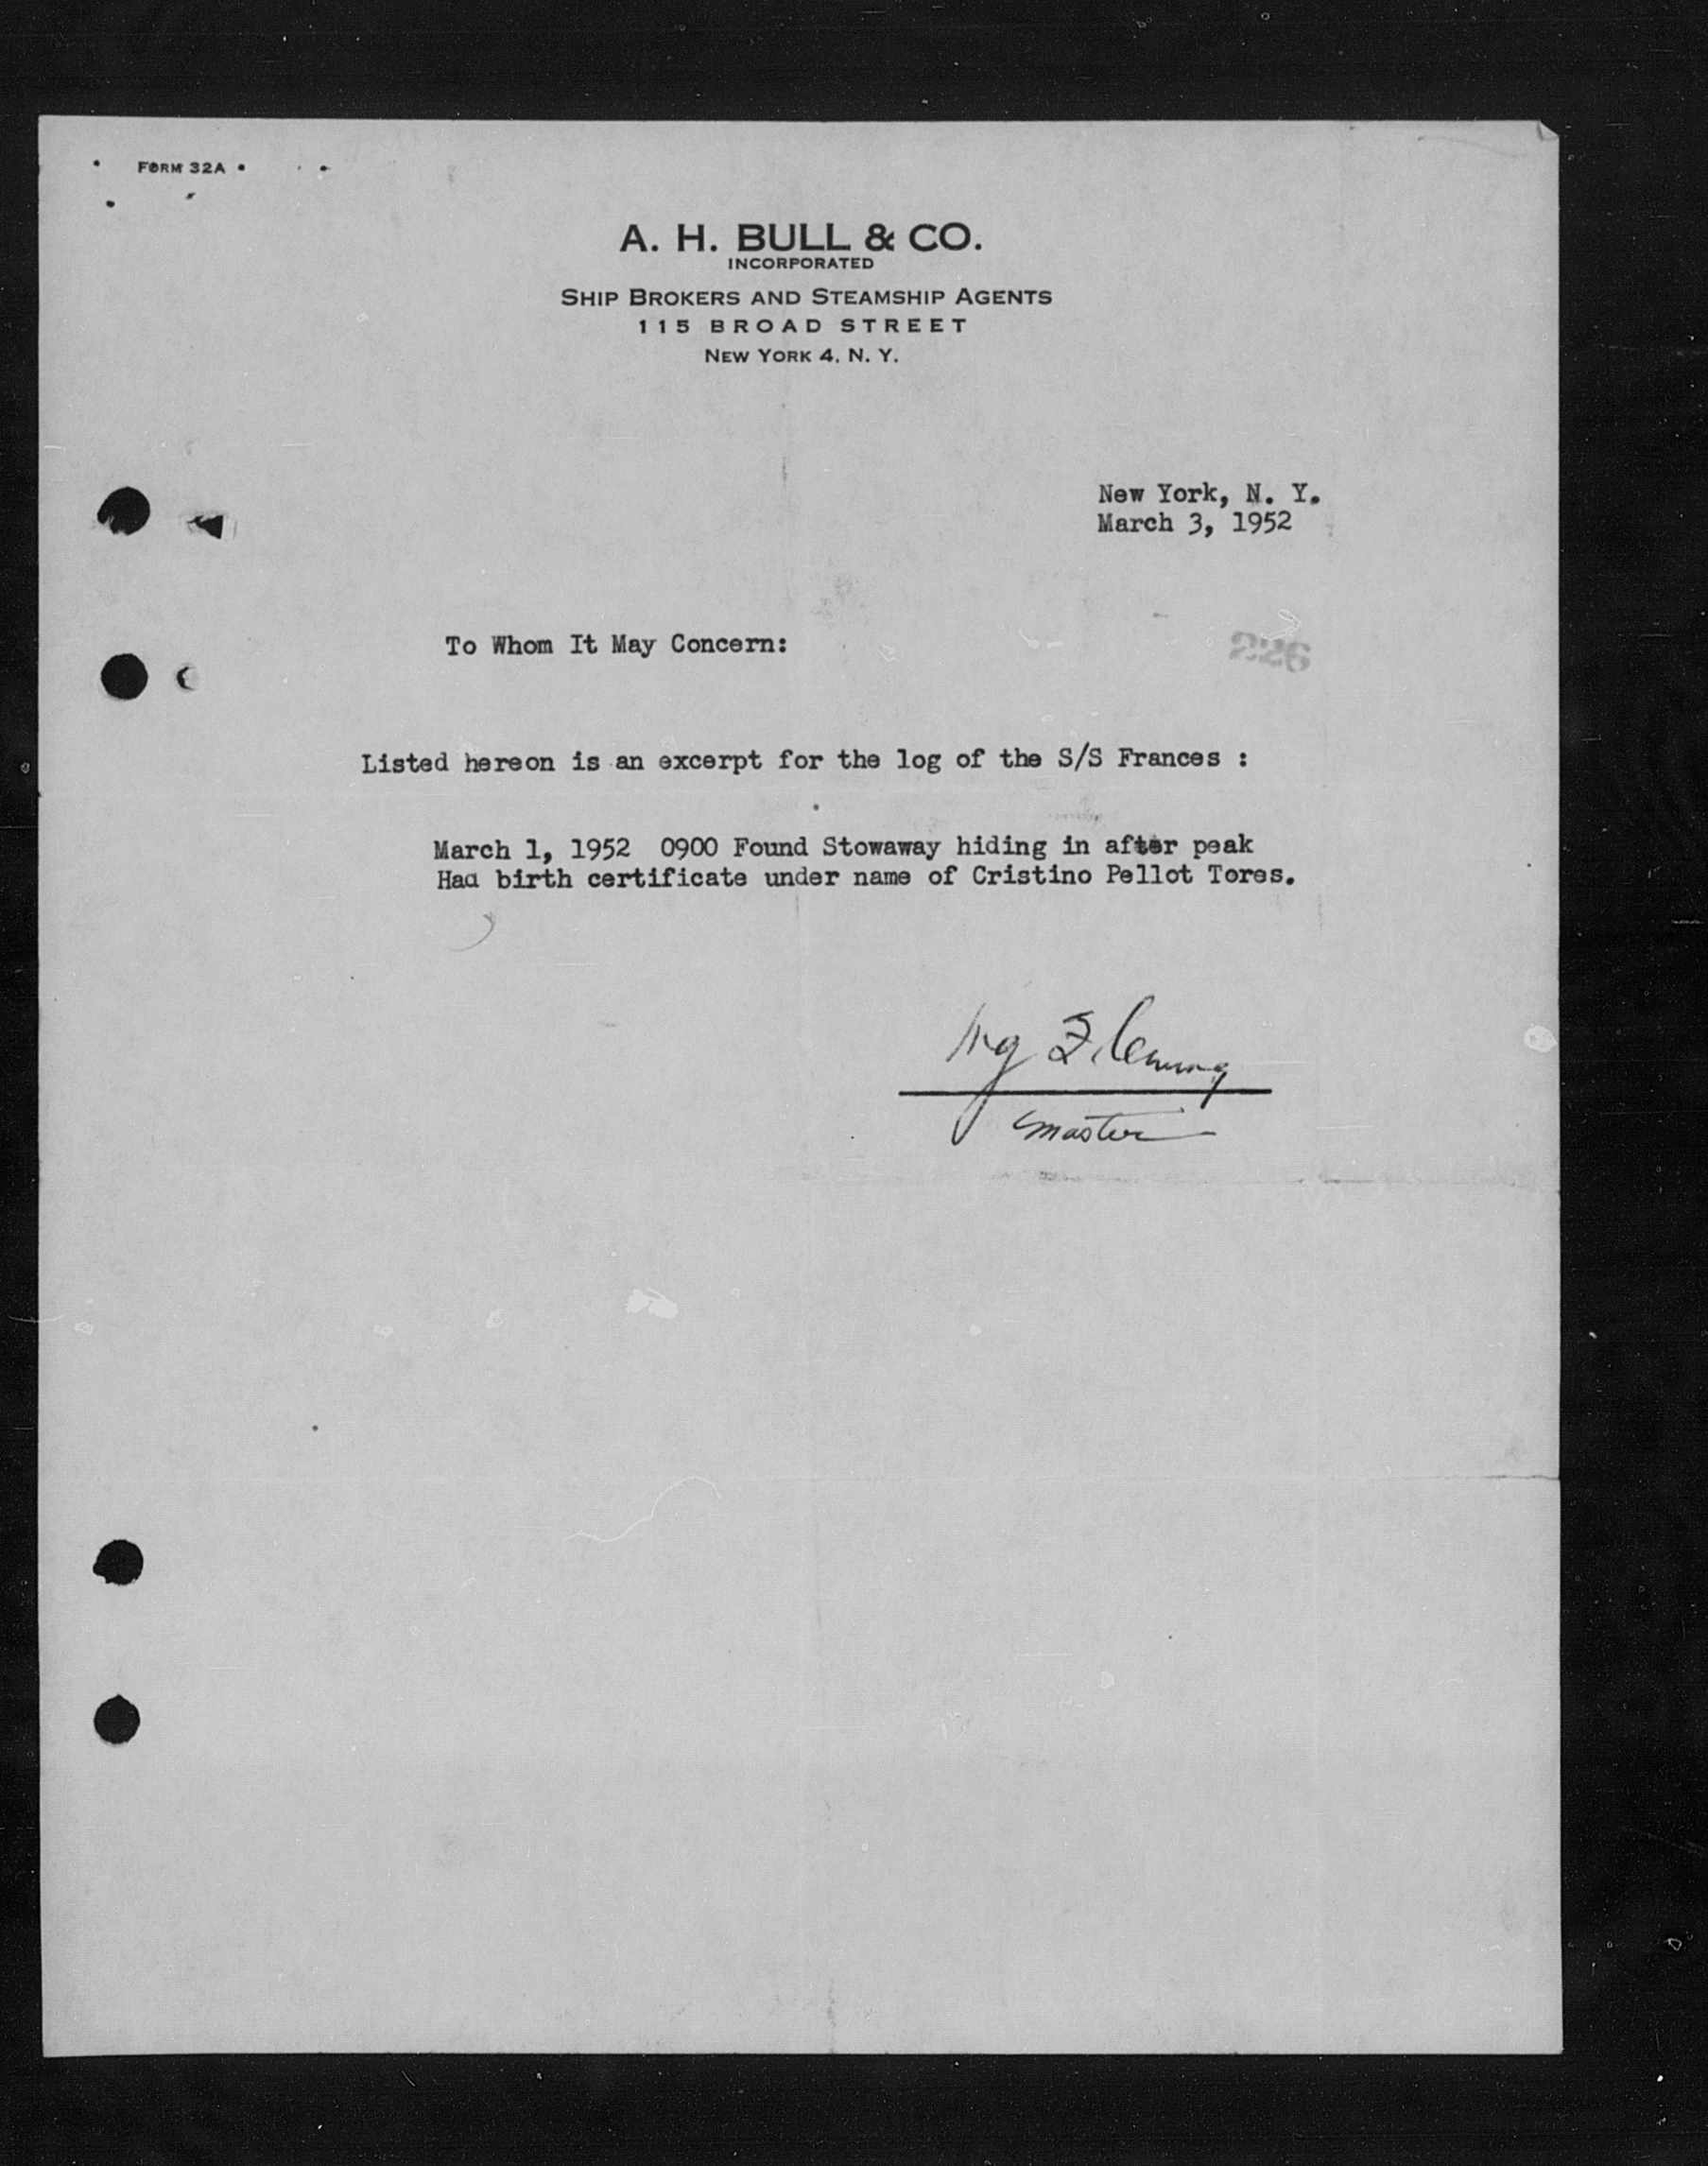 FORM 32A
A. H. BULL & CO.
INCORPORATED
SHIP BROKERS AND STEAMSHIP AGENTS
115 BROAD STREET
NEW YORK 4, N. Y.
New York, N. Y.
March 3, 1952
To Whom It May Concern:
Listed hereon is an excerpt for the log of the S/S Frances :
March 1, 1952 0900 Found Stowaway hiding in after peak
Had birth certificate under name of Cristino Pellot Tores.
master